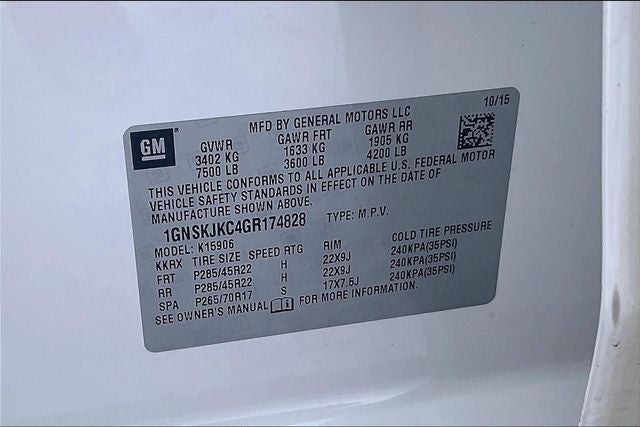 MFD BY GENERAL MOTORS LLC 10/15
GM
GVWR GAWR FRT GAWR RR
3402 KG 1633 KG 1905 KG
7500 LB 3600 LB 4200 LB
THIS VEHICLE CONFORMS TO ALL APPLICABLE U.S. FEDERAL MOTOR
VEHICLE SAFETY STANDARDS IN EFFECT ON THE DATE OF
MANUFACTURE SHOWN ABOVE.
1GNSKJKC4GR174828 TYPE: M.P.V.
MODEL: K15906
KKRX TIRE SIZE SPEED RTG RIM COLD TIRE PRESSURE
FRT P285/45R22 H 22X9J 240KPA(35PSI)
RR P285/45R22 H 22X9J 240KPA(35PSI)
SPA P265/70R17 S 17X7.5J 240KPA(35PSI)
SEE OWNER'S MANUAL FOR MORE INFORMATION.